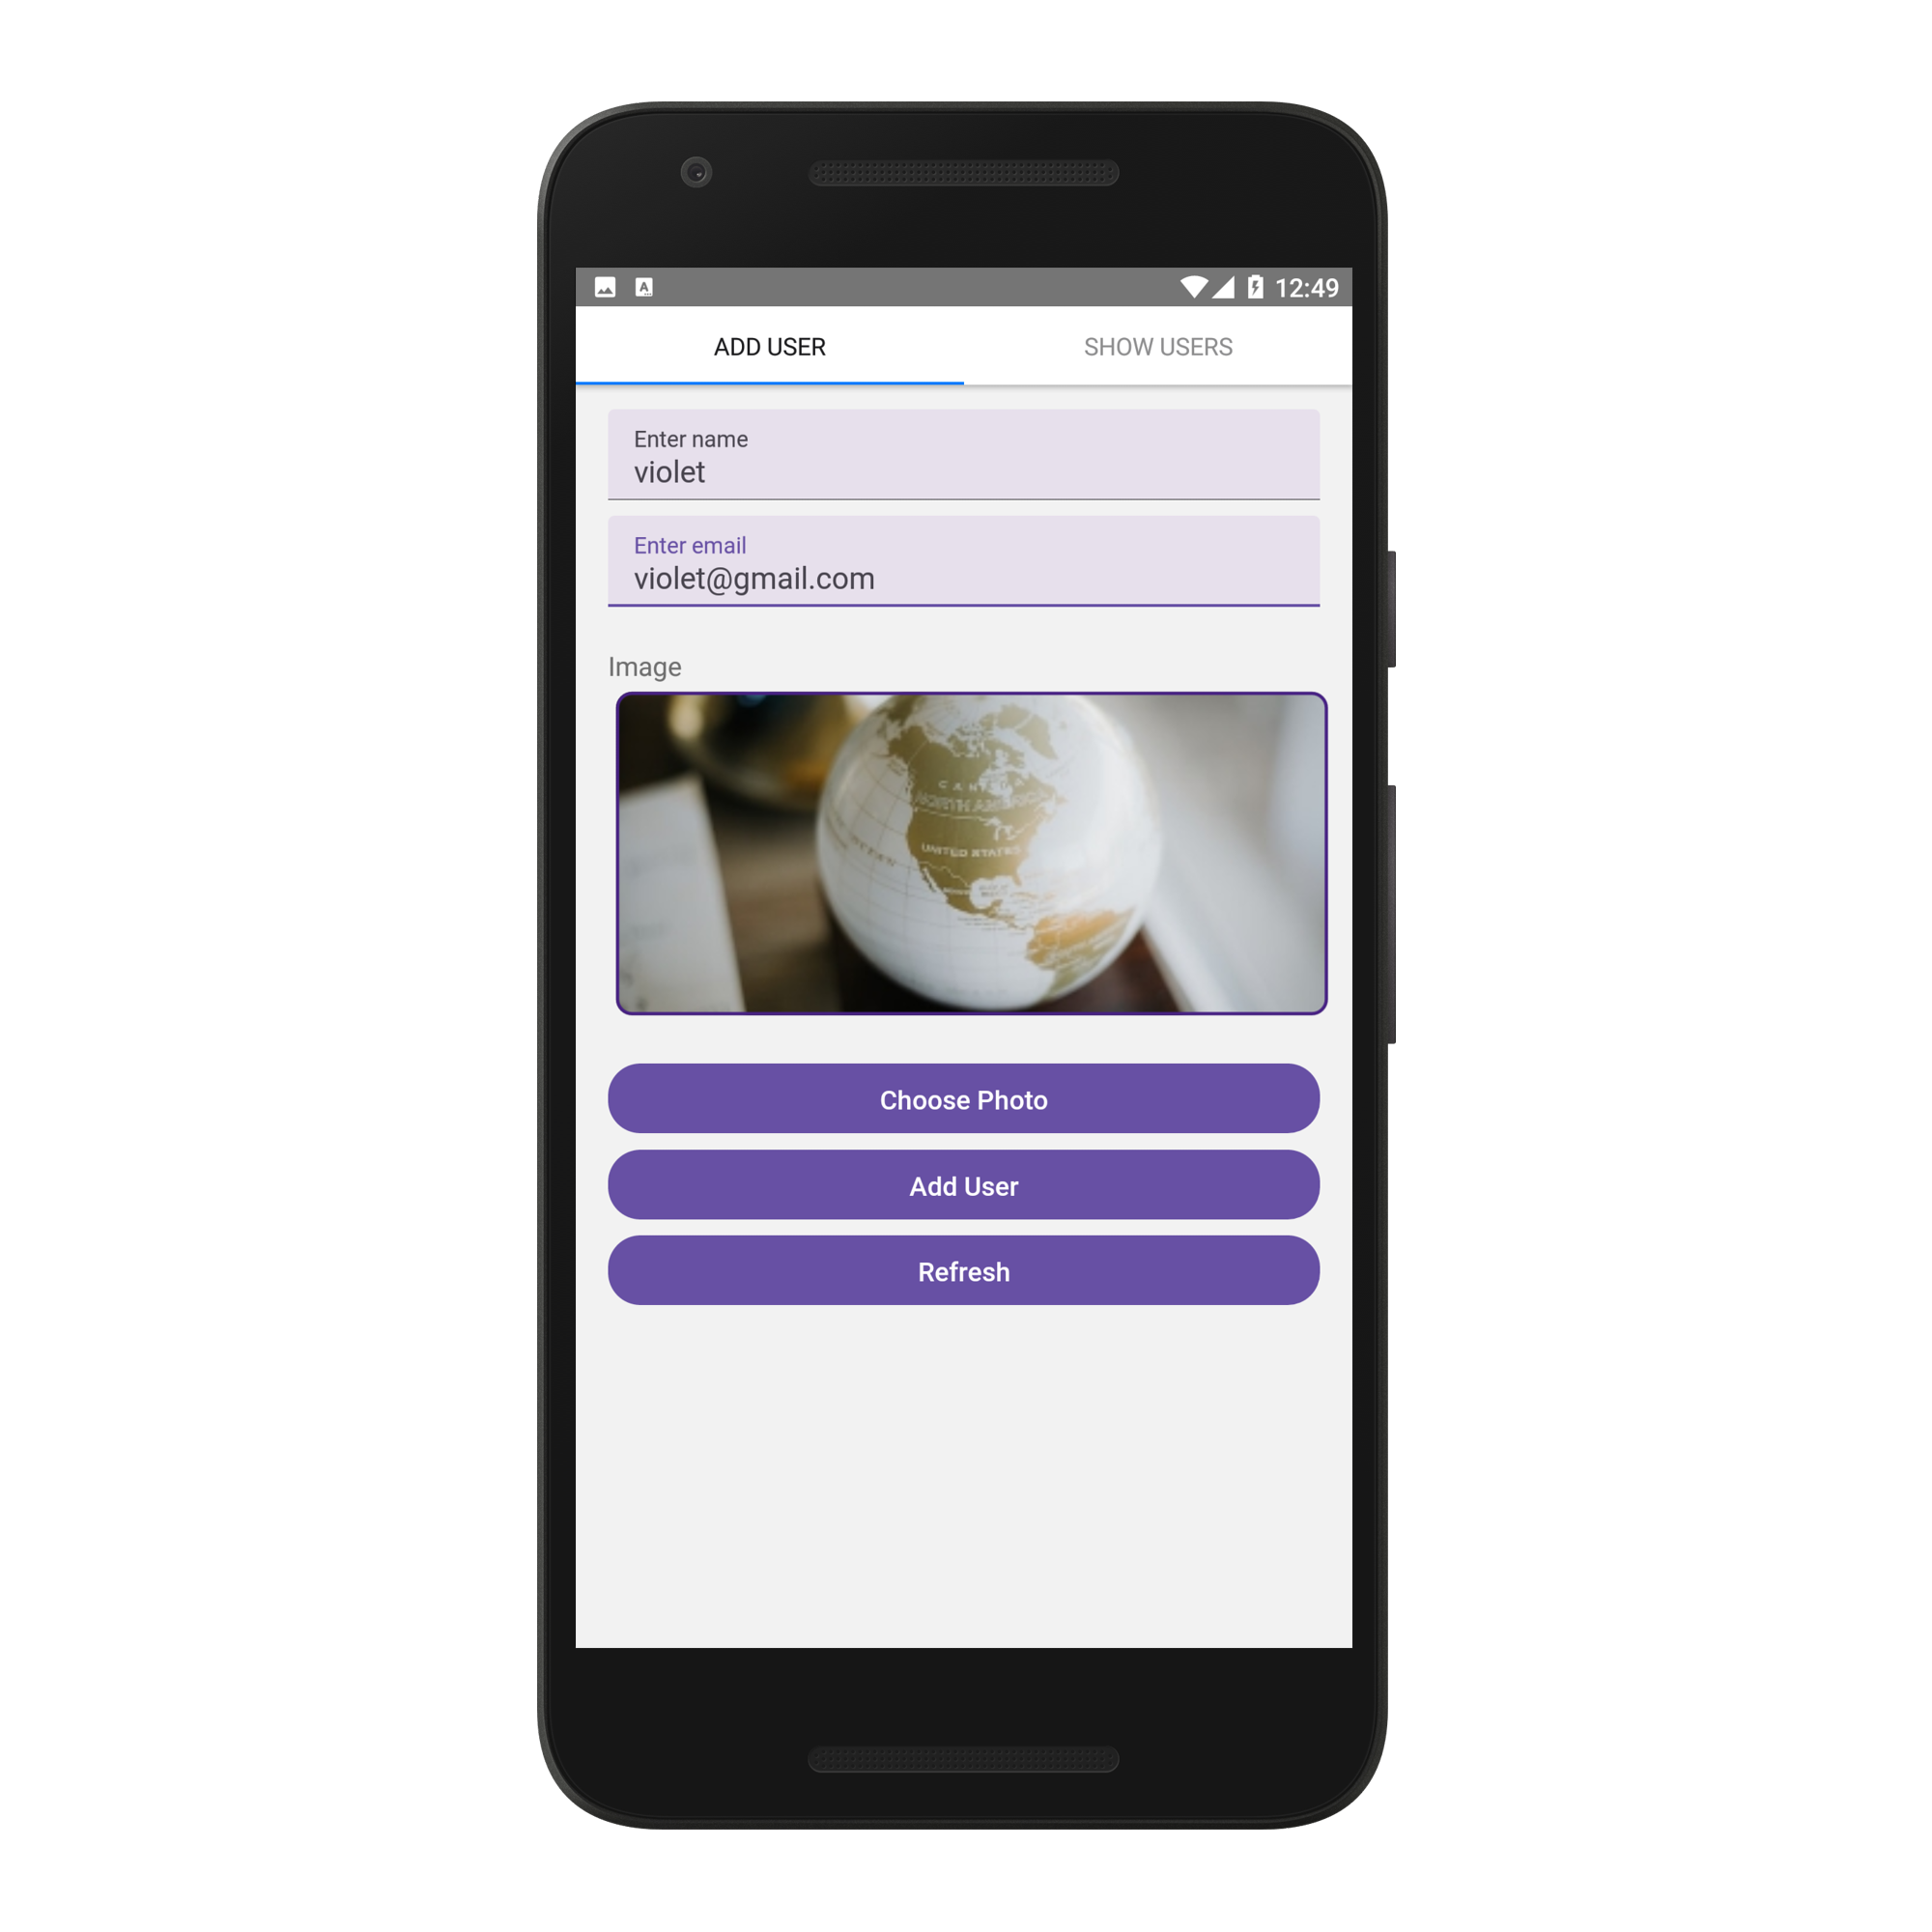 12:49
ADD USER
SHOW USERS
Enter name
violet
Enter email
violet@gmail.com
Image
NORTH AMERICA
UNITED STATES
Choose Photo
Add User
Refresh